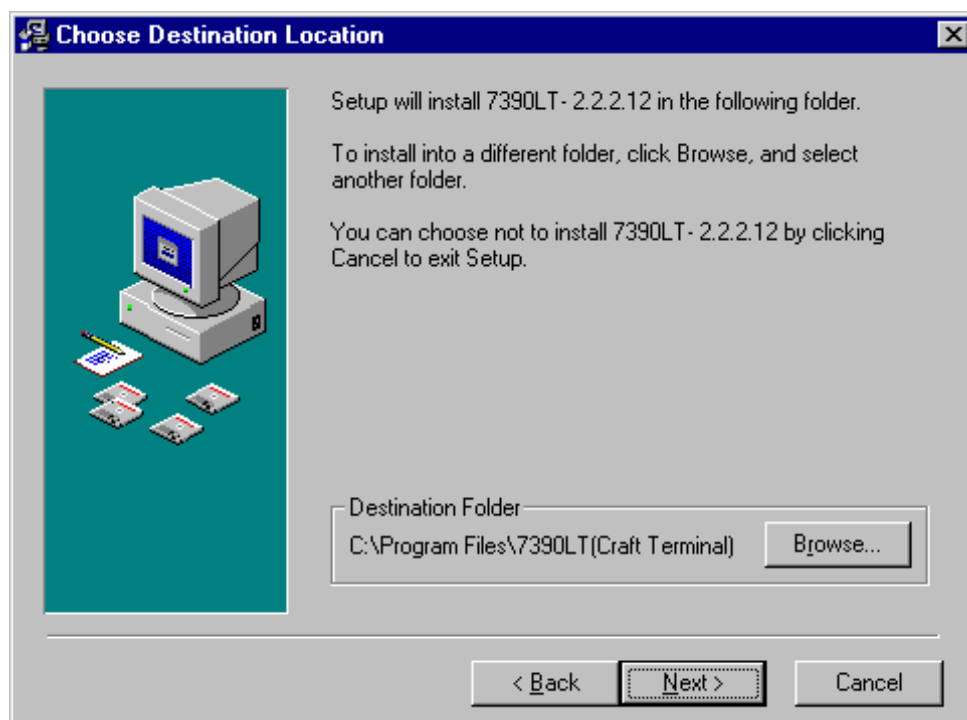 Choose Destination Location
Setup will install 7390LT- 2.2.2.12 in the following folder.
To install into a different folder, click Browse, and select
another folder.
You can choose not to install 7390LT- 2.2.2.12 by clicking
Cancel to exit Setup.
Destination Folder
C:\Program Files\7390LT(Craft Terminal)
Browse...
< Back
Next >
Cancel